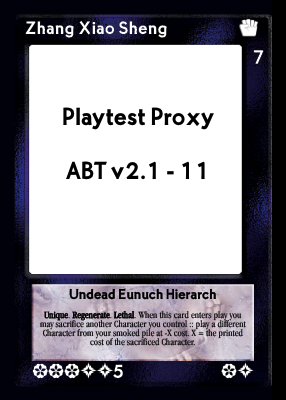 Zhang Xiao Sheng
7
Playtest Proxy
ABT v2.1 - 11
Undead Eunuch Hierarch
Unique. Regenerate. Lethal. When this card enters play you
may sacrifice another Character you control :: play a different
Character from your smoked pile at -X cost. X = the printed
cost of the sacrificed Character.
5